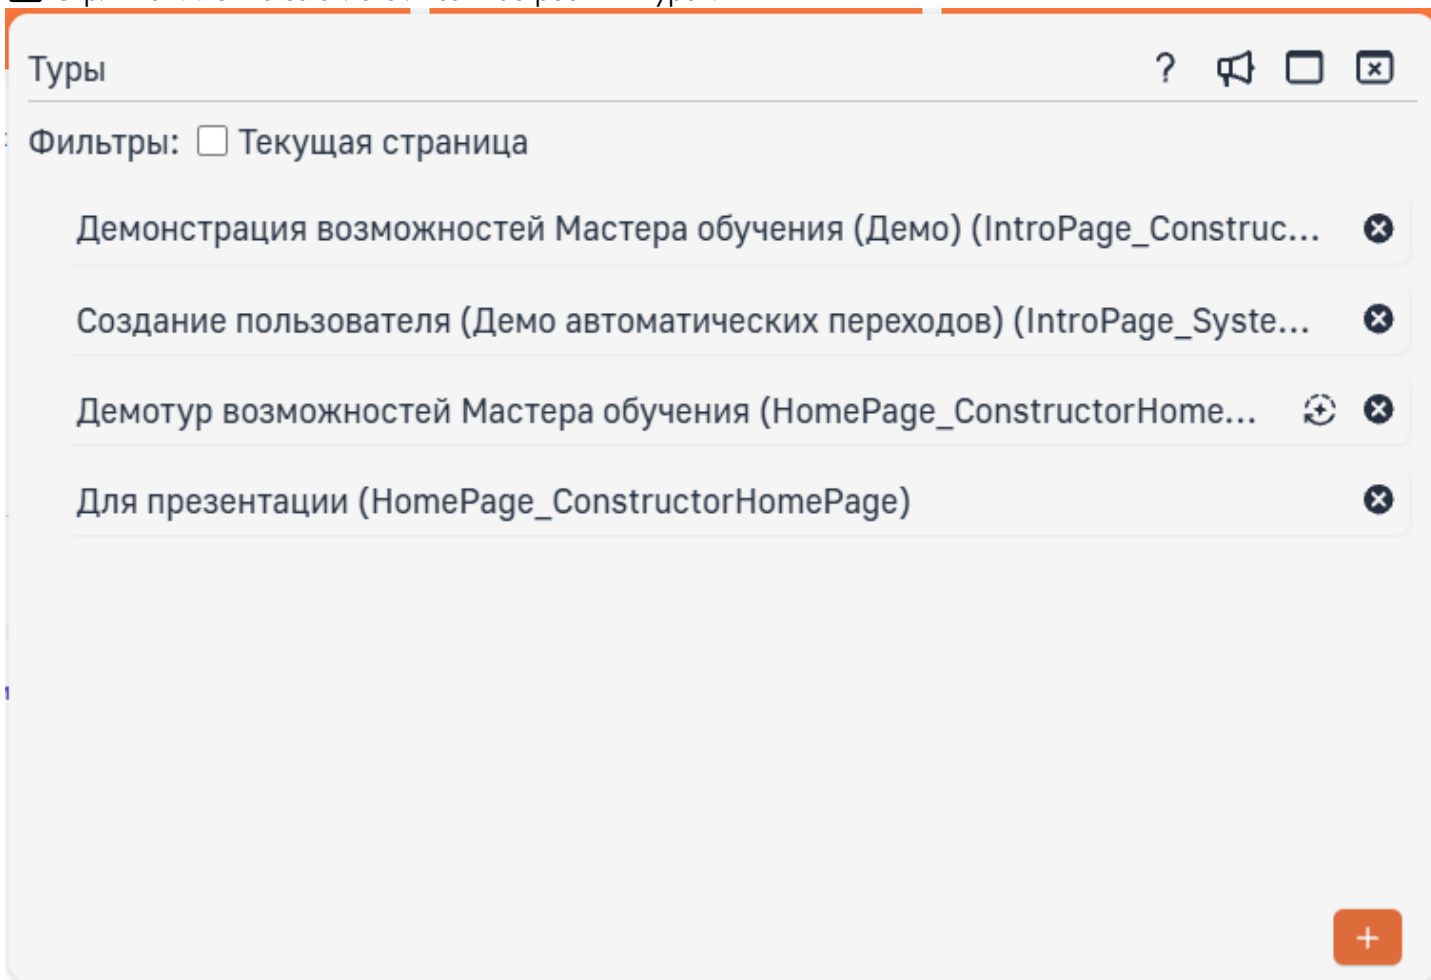 Туры
Фильтры: Текущая страница
Демонстрация возможностей Мастера обучения (Демо) (IntroPage_Construc...
Создание пользователя (Демо автоматических переходов) (IntroPage_Syste...
Демотур возможностей Мастера обучения (HomePage_ConstructorHome...
Для презентации (HomePage_ConstructorHomePage)